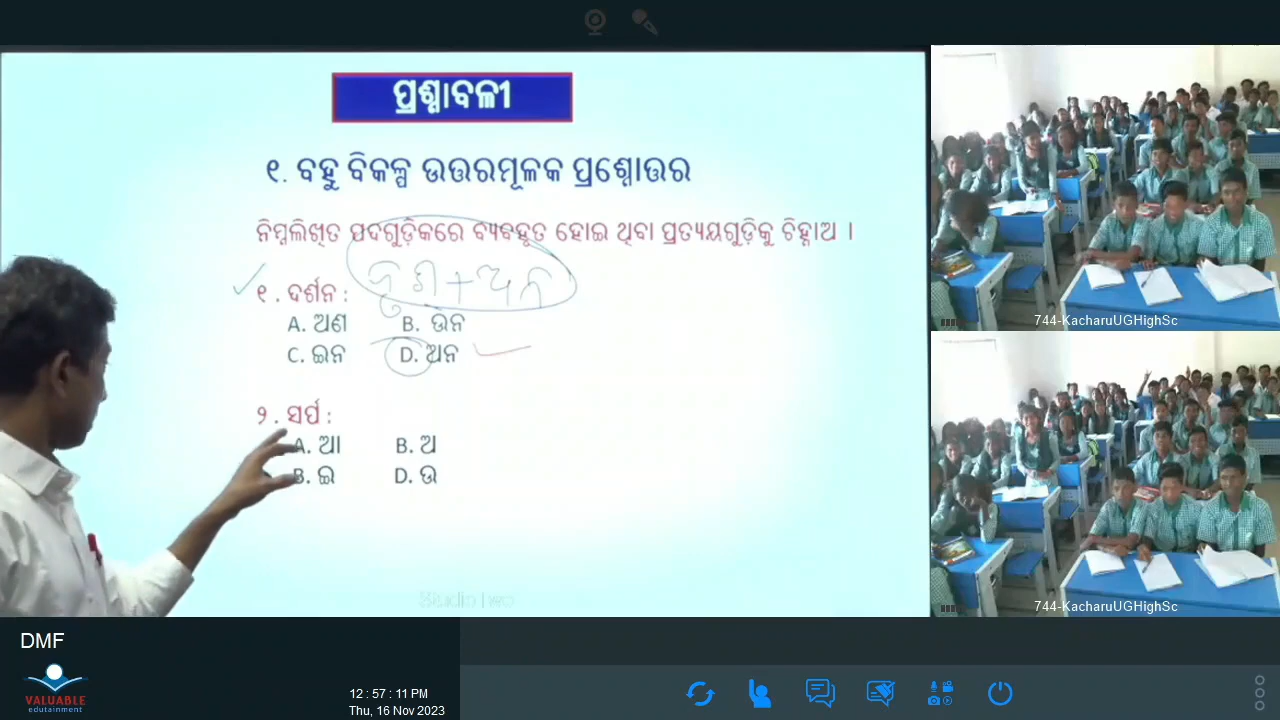 ପ୍ରଶ୍ନାବଳୀ
୧. ବହୁ ବିକଳ୍ପ ଉତ୍ତରମୂଳକ ପ୍ରଶ୍ନୋତ୍ତର
ନିମ୍ନଲିଖିତ ପଦଗୁଡ଼ିକରେ ବ୍ୟବହୃତ ହୋଇ ଥିବା ପ୍ରତ୍ୟୟଗୁଡ଼ିକୁ ଚିହ୍ନାଅ ।
୧ . ଦର୍ଶନ : ଦୃଶ + ଅନ
A. ଅଣ B. ଉନ
C. ଇନ D. ଅନ
୨ . ସର୍ପ :
A. ଆ B. ଅ
B. ଇ D. ଉ
744-KacharuUGHighSc
744-KacharuUGHighSc
DMF
VALUABLE
edutainment
12 : 57 : 11 PM
Thu, 16 Nov 2023